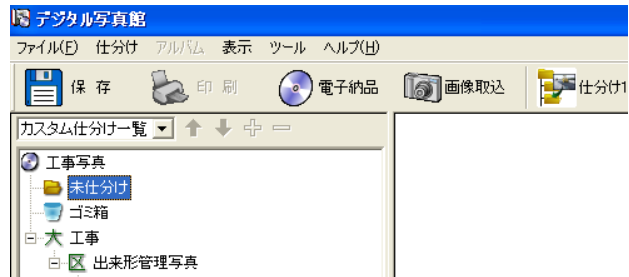 デジタル写真館
ファイル(F) 仕分け アルバム 表示 ツール ヘルプ(H)
保存 印刷 電子納品 画像取込 仕分け1
カスタム仕分け一覧
工事写真
未仕分け
ゴミ箱
大 工事
出来形管理写真